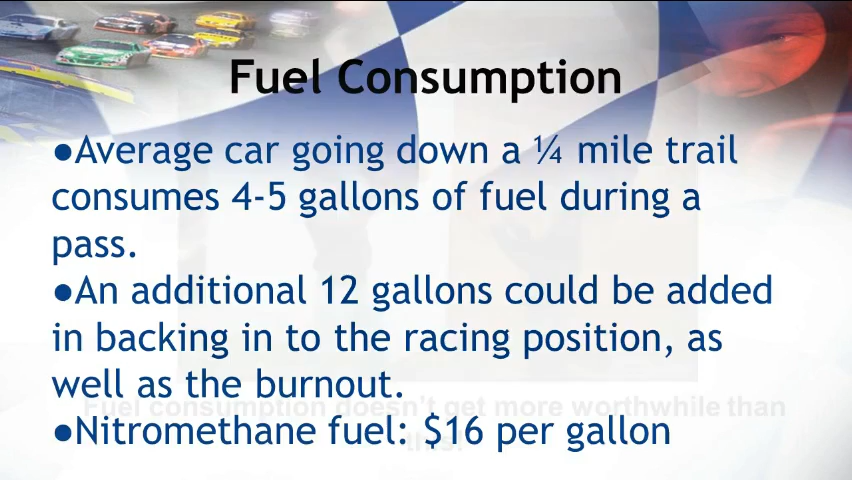 Fuel Consumption
●Average car going down a ¼ mile trail
consumes 4-5 gallons of fuel during a
pass.
●An additional 12 gallons could be added
in backing in to the racing position, as
well as the burnout.
Fuel consumption doesn't get more worthwhile than
this!
●Nitromethane fuel: $16 per gallon